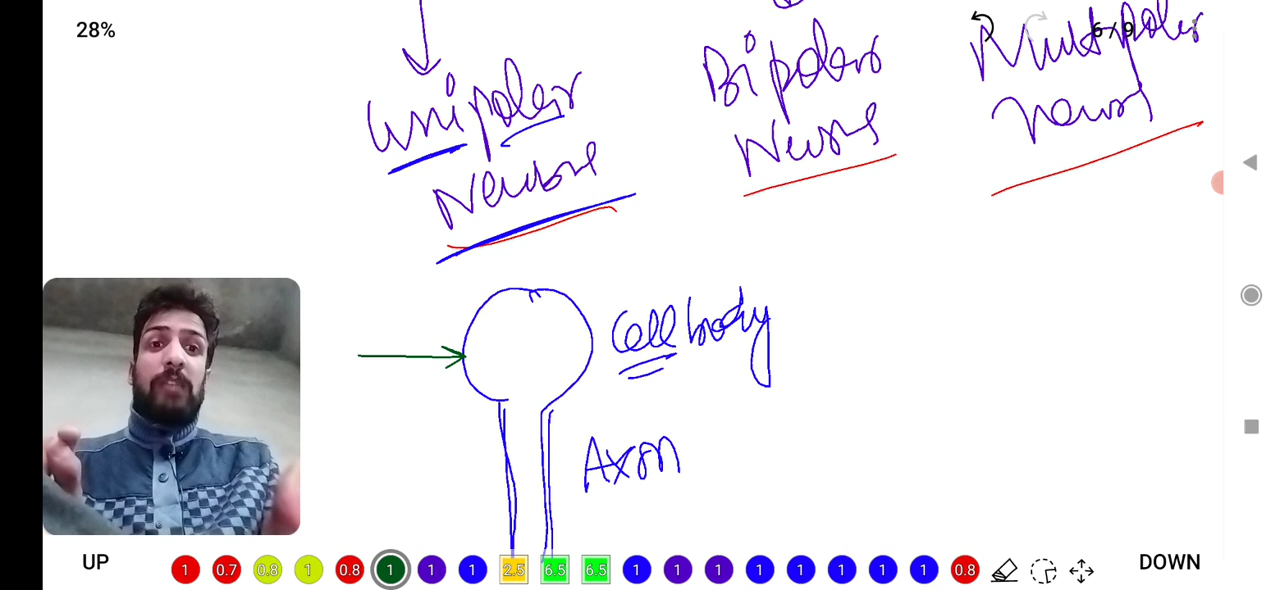 28%
6 / 9
Unipolar
Neurone
Bipolar
Neurone
Multipolar
neuron
Cell body
Axon
UP
1 0.7 0.8 1 0.8 1 1 1 2.5 6.5 6.5 1 1 1 1 1 1 1 1 0.8
DOWN